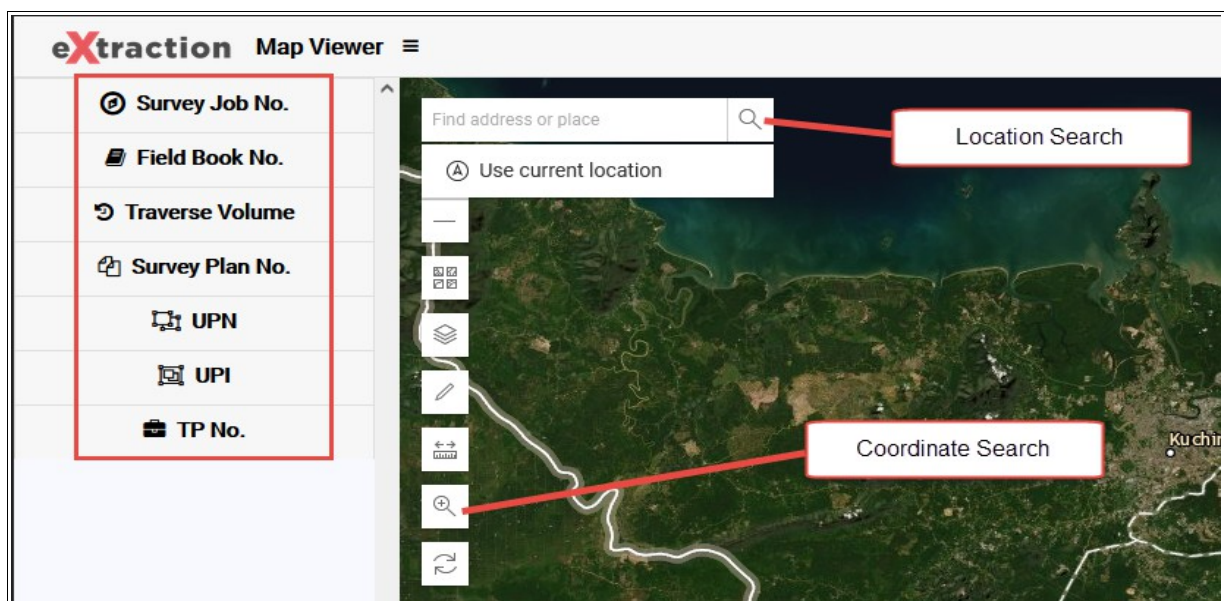 eXtraction Map Viewer
Survey Job No.
Field Book No.
Traverse Volume
Survey Plan No.
UPN
UPI
TP No.
Find address or place
Use current location
Location Search
Coordinate Search
Kuchin